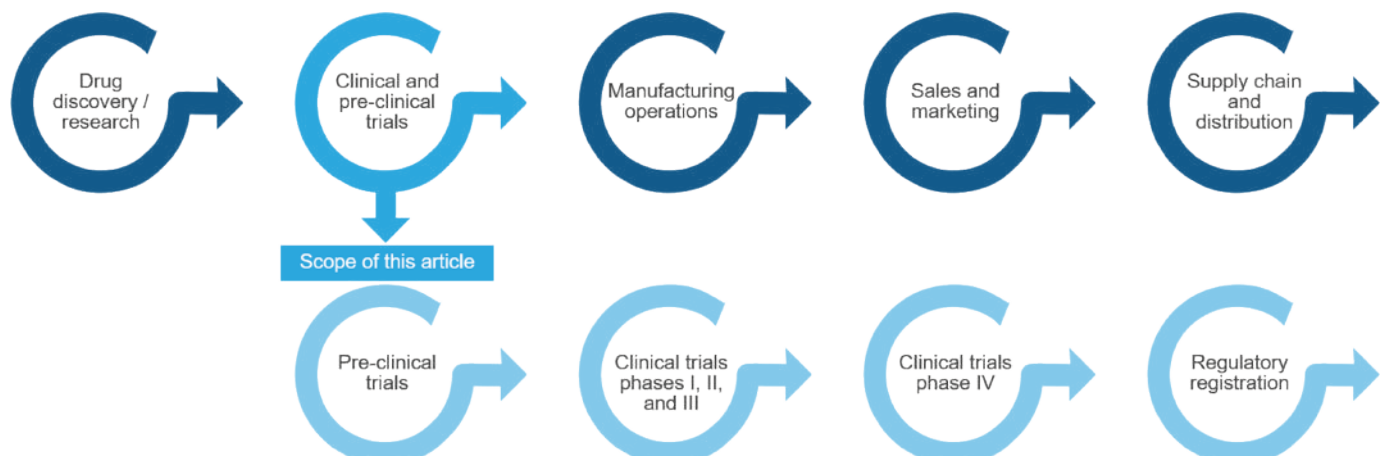 Drug
discovery /
research
Clinical and
pre-clinical
trials
Manufacturing
operations
Sales and
marketing
Supply chain
and
distribution
Scope of this article
Pre-clinical
trials
Clinical trials
phases I, II,
and III
Clinical trials
phase IV
Regulatory
registration